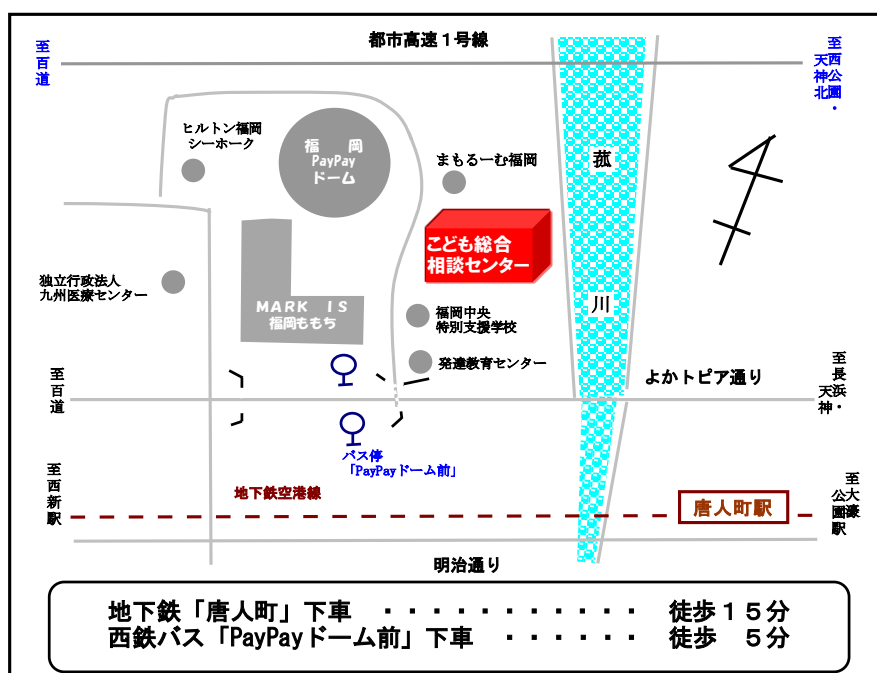 都市高速1号線
至百道
至西公園・
天神北
ヒルトン福岡
シーホーク
福　岡
PayPay
ドーム
まもるーむ福岡
菰
こども総合
相談センター
独立行政法人
九州医療センター
MARK IS
福岡ももち
福岡中央
特別支援学校
川
発達教育センター
至百道
よかトピア通り
至長浜・
天神
バス停
「PayPayドーム前」
至西新駅
地下鉄空港線
唐人町駅
至大濠
公園駅
明治通り
地下鉄「唐人町」下車　・・・・・・・・・・・　徒歩15分
西鉄バス「PayPayドーム前」下車　・・・・・・　徒歩　5分